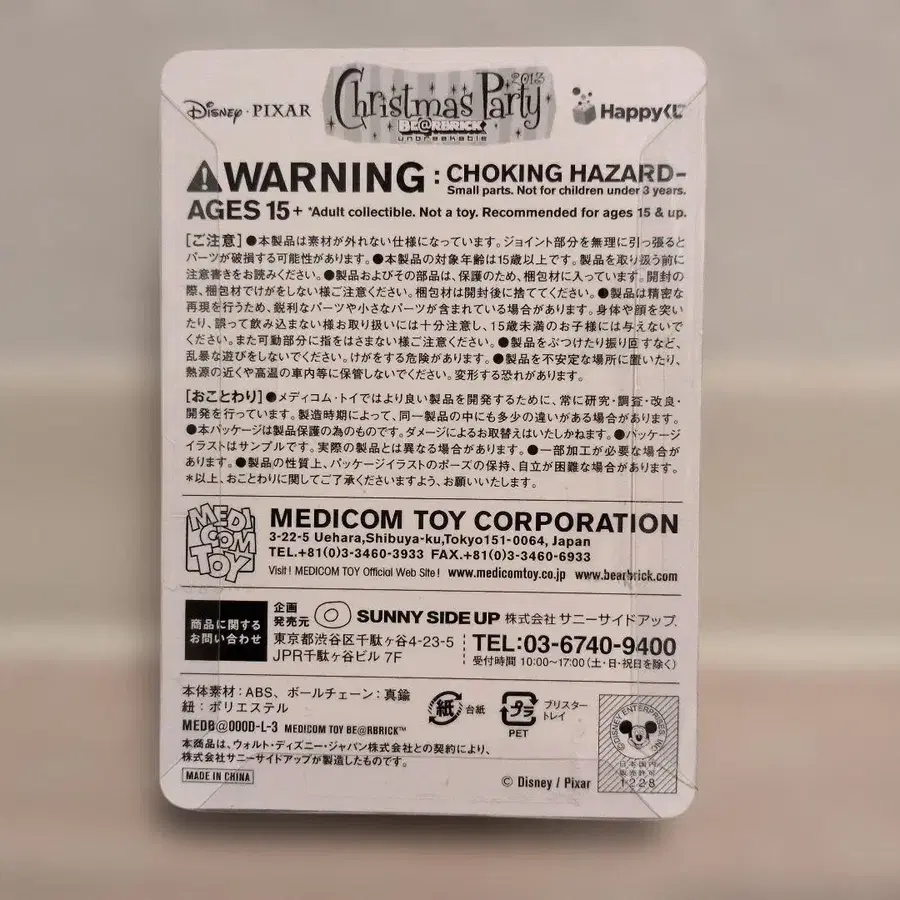 Disney·PIXAR
Christmas Party 2013
BE@RBRICK
unbreakable
Happyくじ
WARNING : CHOKING HAZARD-
Small parts. Not for children under 3 years.
AGES 15+ *Adult collectible. Not a toy. Recommended for ages 15 & up.
[ご注意]●本製品は素材が外れない仕様になっています。ジョイント部分を無理に引っ張ると
パーツが破損する可能性があります。●本製品の対象年齢は15歳以上です。製品を取り扱う前に
注意書きをお読みください。●製品およびその部品は、保護のため、梱包材に入っています。開封の
際、梱包材でけがをしない様ご注意ください。梱包材は開封後に捨ててください。●製品は精密な
再現を行うため、鋭利なパーツや小さなパーツが含まれている場合があります。身体や顔を突い
たり、誤って飲み込まない様お取り扱いには十分注意し、15歳未満のお子様には与えないで
ください。また可動部分に指をはさまない様ご注意ください。●製品をぶつけたり振り回すなど、
乱暴な遊びをしないでください。けがをする危険があります。●製品を不安定な場所に置いたり、
熱源の近くや高温の車内等に保管しないでください。変形する恐れがあります。
[おことわり]●メディコム・トイではより良い製品を開発するために、常に研究・調査・改良・
開発を行っています。製造時期によって、同一製品の中にも多少の違いがある場合があります。
●本パッケージは製品保護の為のものです。ダメージによるお取替えはいたしかねます。●パッケージ
イラストはサンプルです。実際の製品とは異なる場合があります。●一部加工が必要な場合が
あります。●製品の性質上、パッケージイラストのポーズの保持、自立が困難な場合があります。
*以上、おことわりに関してご了承くださいますよう、お願いいたします。
MEDI
COM
TOY
MEDICOM TOY CORPORATION
3-22-5 Uehara,Shibuya-ku,Tokyo151-0064, Japan
TEL.+81(0)3-3460-3933 FAX.+81(0)3-3460-6933
Visit! MEDICOM TOY Official Web Site! www.medicomtoy.co.jp www.bearbrick.com
商品に関する
お問い合わせ
企画
発売元
SUNNY SIDE UP 株式会社 サニーサイドアップ.
東京都渋谷区千駄ヶ谷4-23-5
JPR千駄ヶ谷ビル 7F
TEL:03-6740-9400
受付時間 10:00~17:00(土・日・祝日を除く)
本体素材:ABS、ボールチェーン:真鍮
紐:ポリエステル
MEDB@000D-L-3 MEDICOM TOY BE@RBRICK™
紙 台紙
プラ
PET
ブリスター
トレイ
本商品は、ウォルト・ディズニー・ジャパン株式会社との契約により、
株式会社サニーサイドアップが製造したものです。
MADE IN CHINA
© Disney / Pixar
©DISNEY ENTERPRISES, INC.
日本国内
販売許可
1228